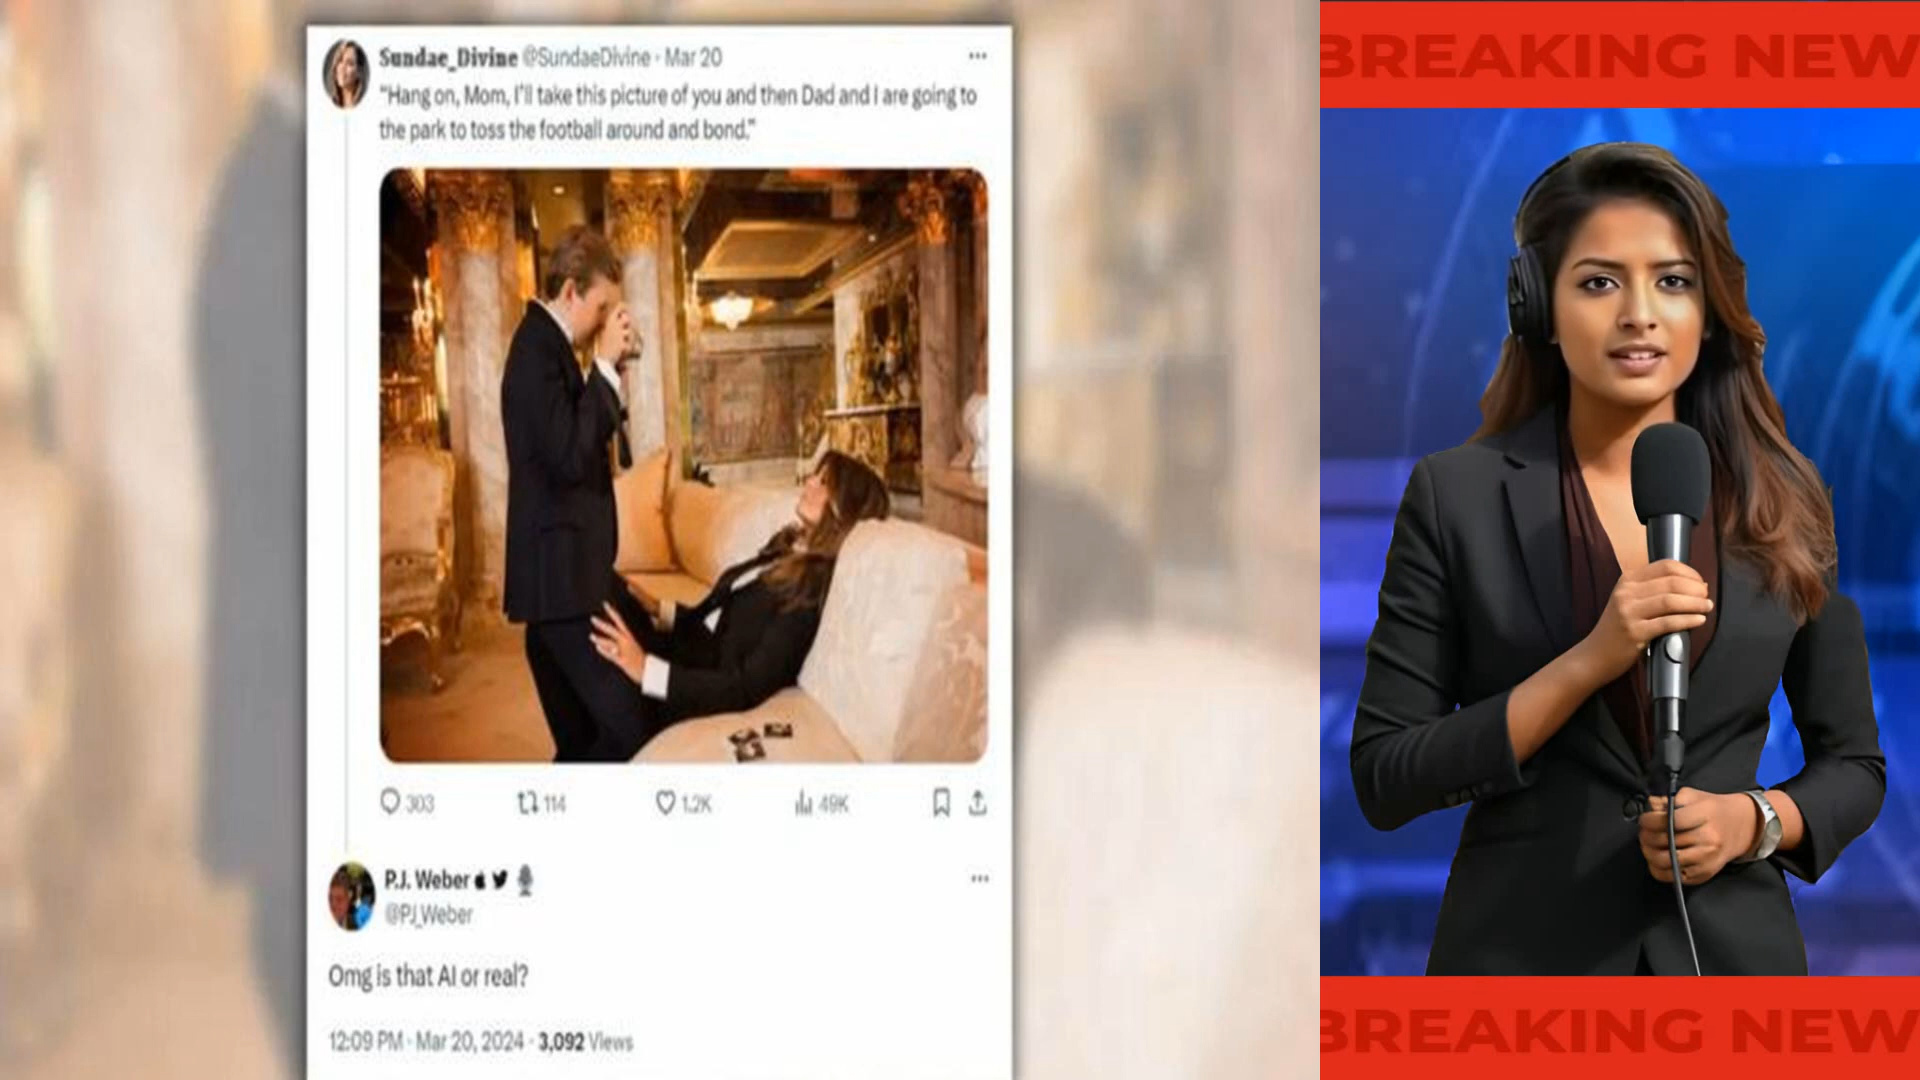 Sundae_Divine @SundaeDivine · Mar 20
"Hang on, Mom, I'll take this picture of you and then Dad and I are going to
the park to toss the football around and bond."
303 114 1.2K 49K
P.J. Weber
@PJ_Weber
Omg is that AI or real?
12:09 PM · Mar 20, 2024 · 3,092 Views
BREAKING NEW
BREAKING NEW